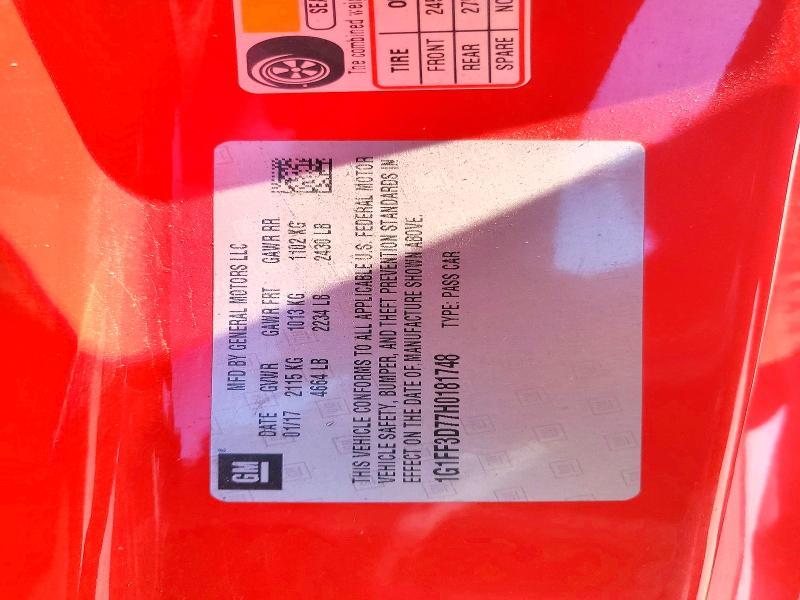 GM
MFD BY GENERAL MOTORS LLC
DATE GVWR GAWR FRT GAWR RR
01/17 2115 KG 1013 KG 1102 KG
4664 LB 2234 LB 2430 LB
THIS VEHICLE CONFORMS TO ALL APPLICABLE U.S. FEDERAL MOTOR
VEHICLE SAFETY, BUMPER, AND THEFT PREVENTION STANDARDS IN
EFFECT ON THE DATE OF MANUFACTURE SHOWN ABOVE.
1G1FF3D77H0181748 TYPE: PASS CAR
The combined
TIRE
FRONT
REAR
SPARE